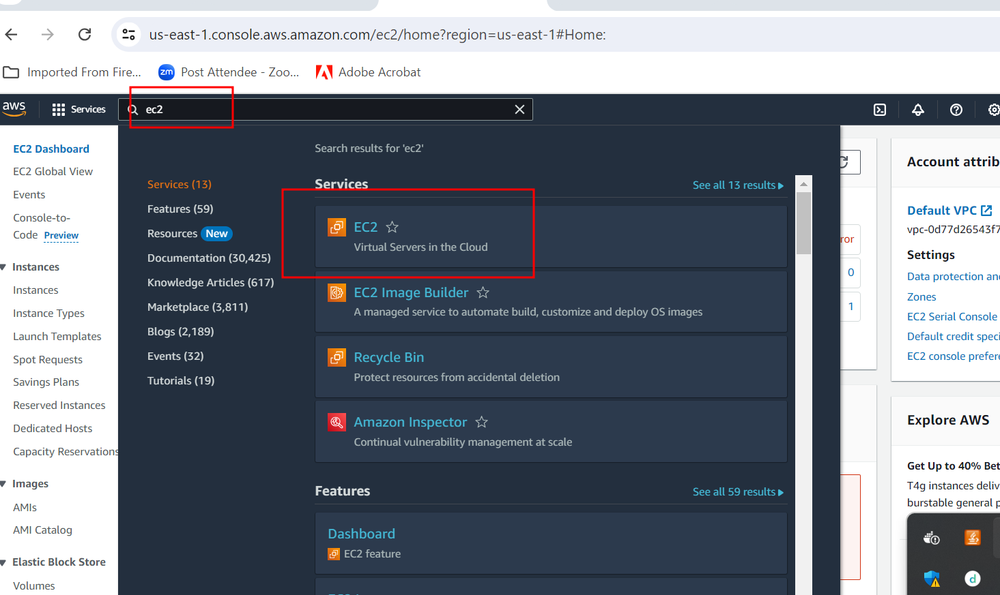 us-east-1.console.aws.amazon.com/ec2/home?region=us-east-1#Home:
Imported From Fire...
zm
Post Attendee - Zoo...
Adobe Acrobat
aws
Services
ec2
EC2 Dashboard
EC2 Global View
Events
Console-to-
Code Preview
Instances
Instances
Instance Types
Launch Templates
Spot Requests
Savings Plans
Reserved Instances
Dedicated Hosts
Capacity Reservations
Images
AMIs
AMI Catalog
Elastic Block Store
Volumes
Search results for 'ec2'
Services (13)
Features (59)
Resources New
Documentation (30,425)
Knowledge Articles (617)
Marketplace (3,811)
Blogs (2,189)
Events (32)
Tutorials (19)
Services
See all 13 results
EC2
Virtual Servers in the Cloud
EC2 Image Builder
A managed service to automate build, customize and deploy OS images
Recycle Bin
Protect resources from accidental deletion
Amazon Inspector
Continual vulnerability management at scale
Features
See all 59 results
Dashboard
EC2 feature
ror
0
1
Account attrib
Default VPC
vpc-0d77d26543f7
Settings
Data protection an
Zones
EC2 Serial Console
Default credit speci
EC2 console prefer
Explore AWS
Get Up to 40% Bet
T4g instances deliv
burstable general p
d